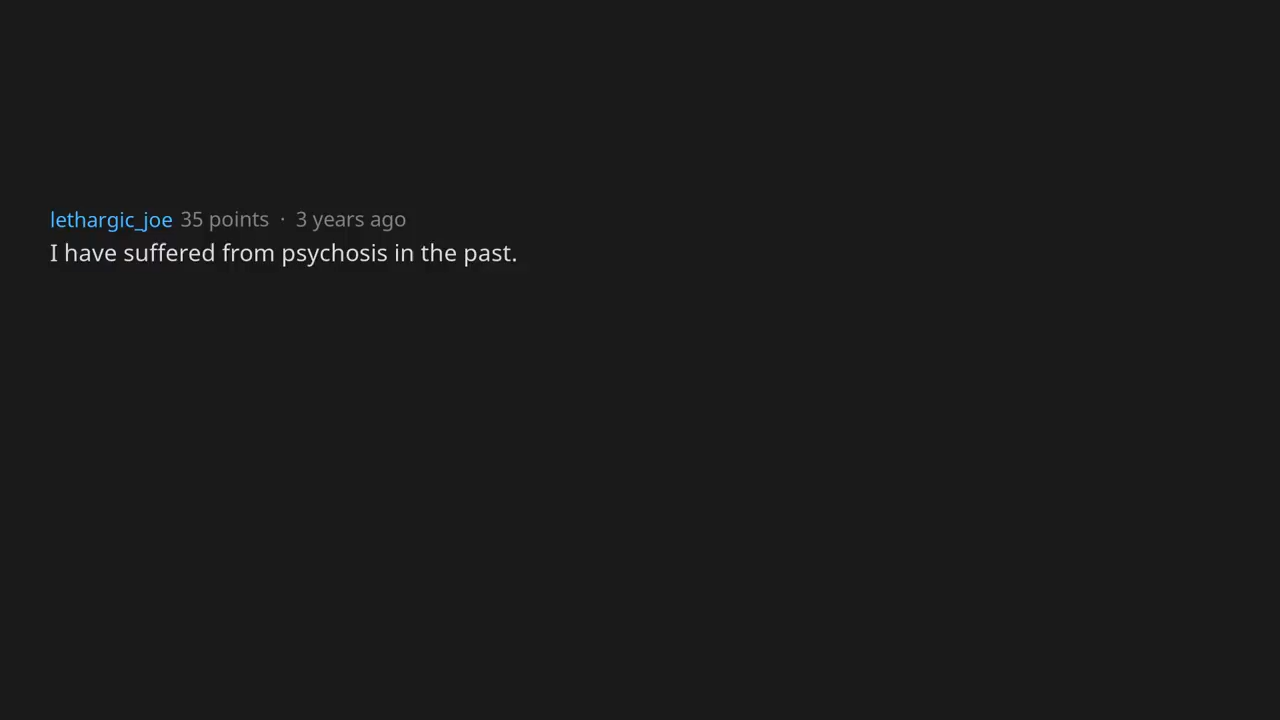 lethargic_joe 35 points · 3 years ago
I have suffered from psychosis in the past.